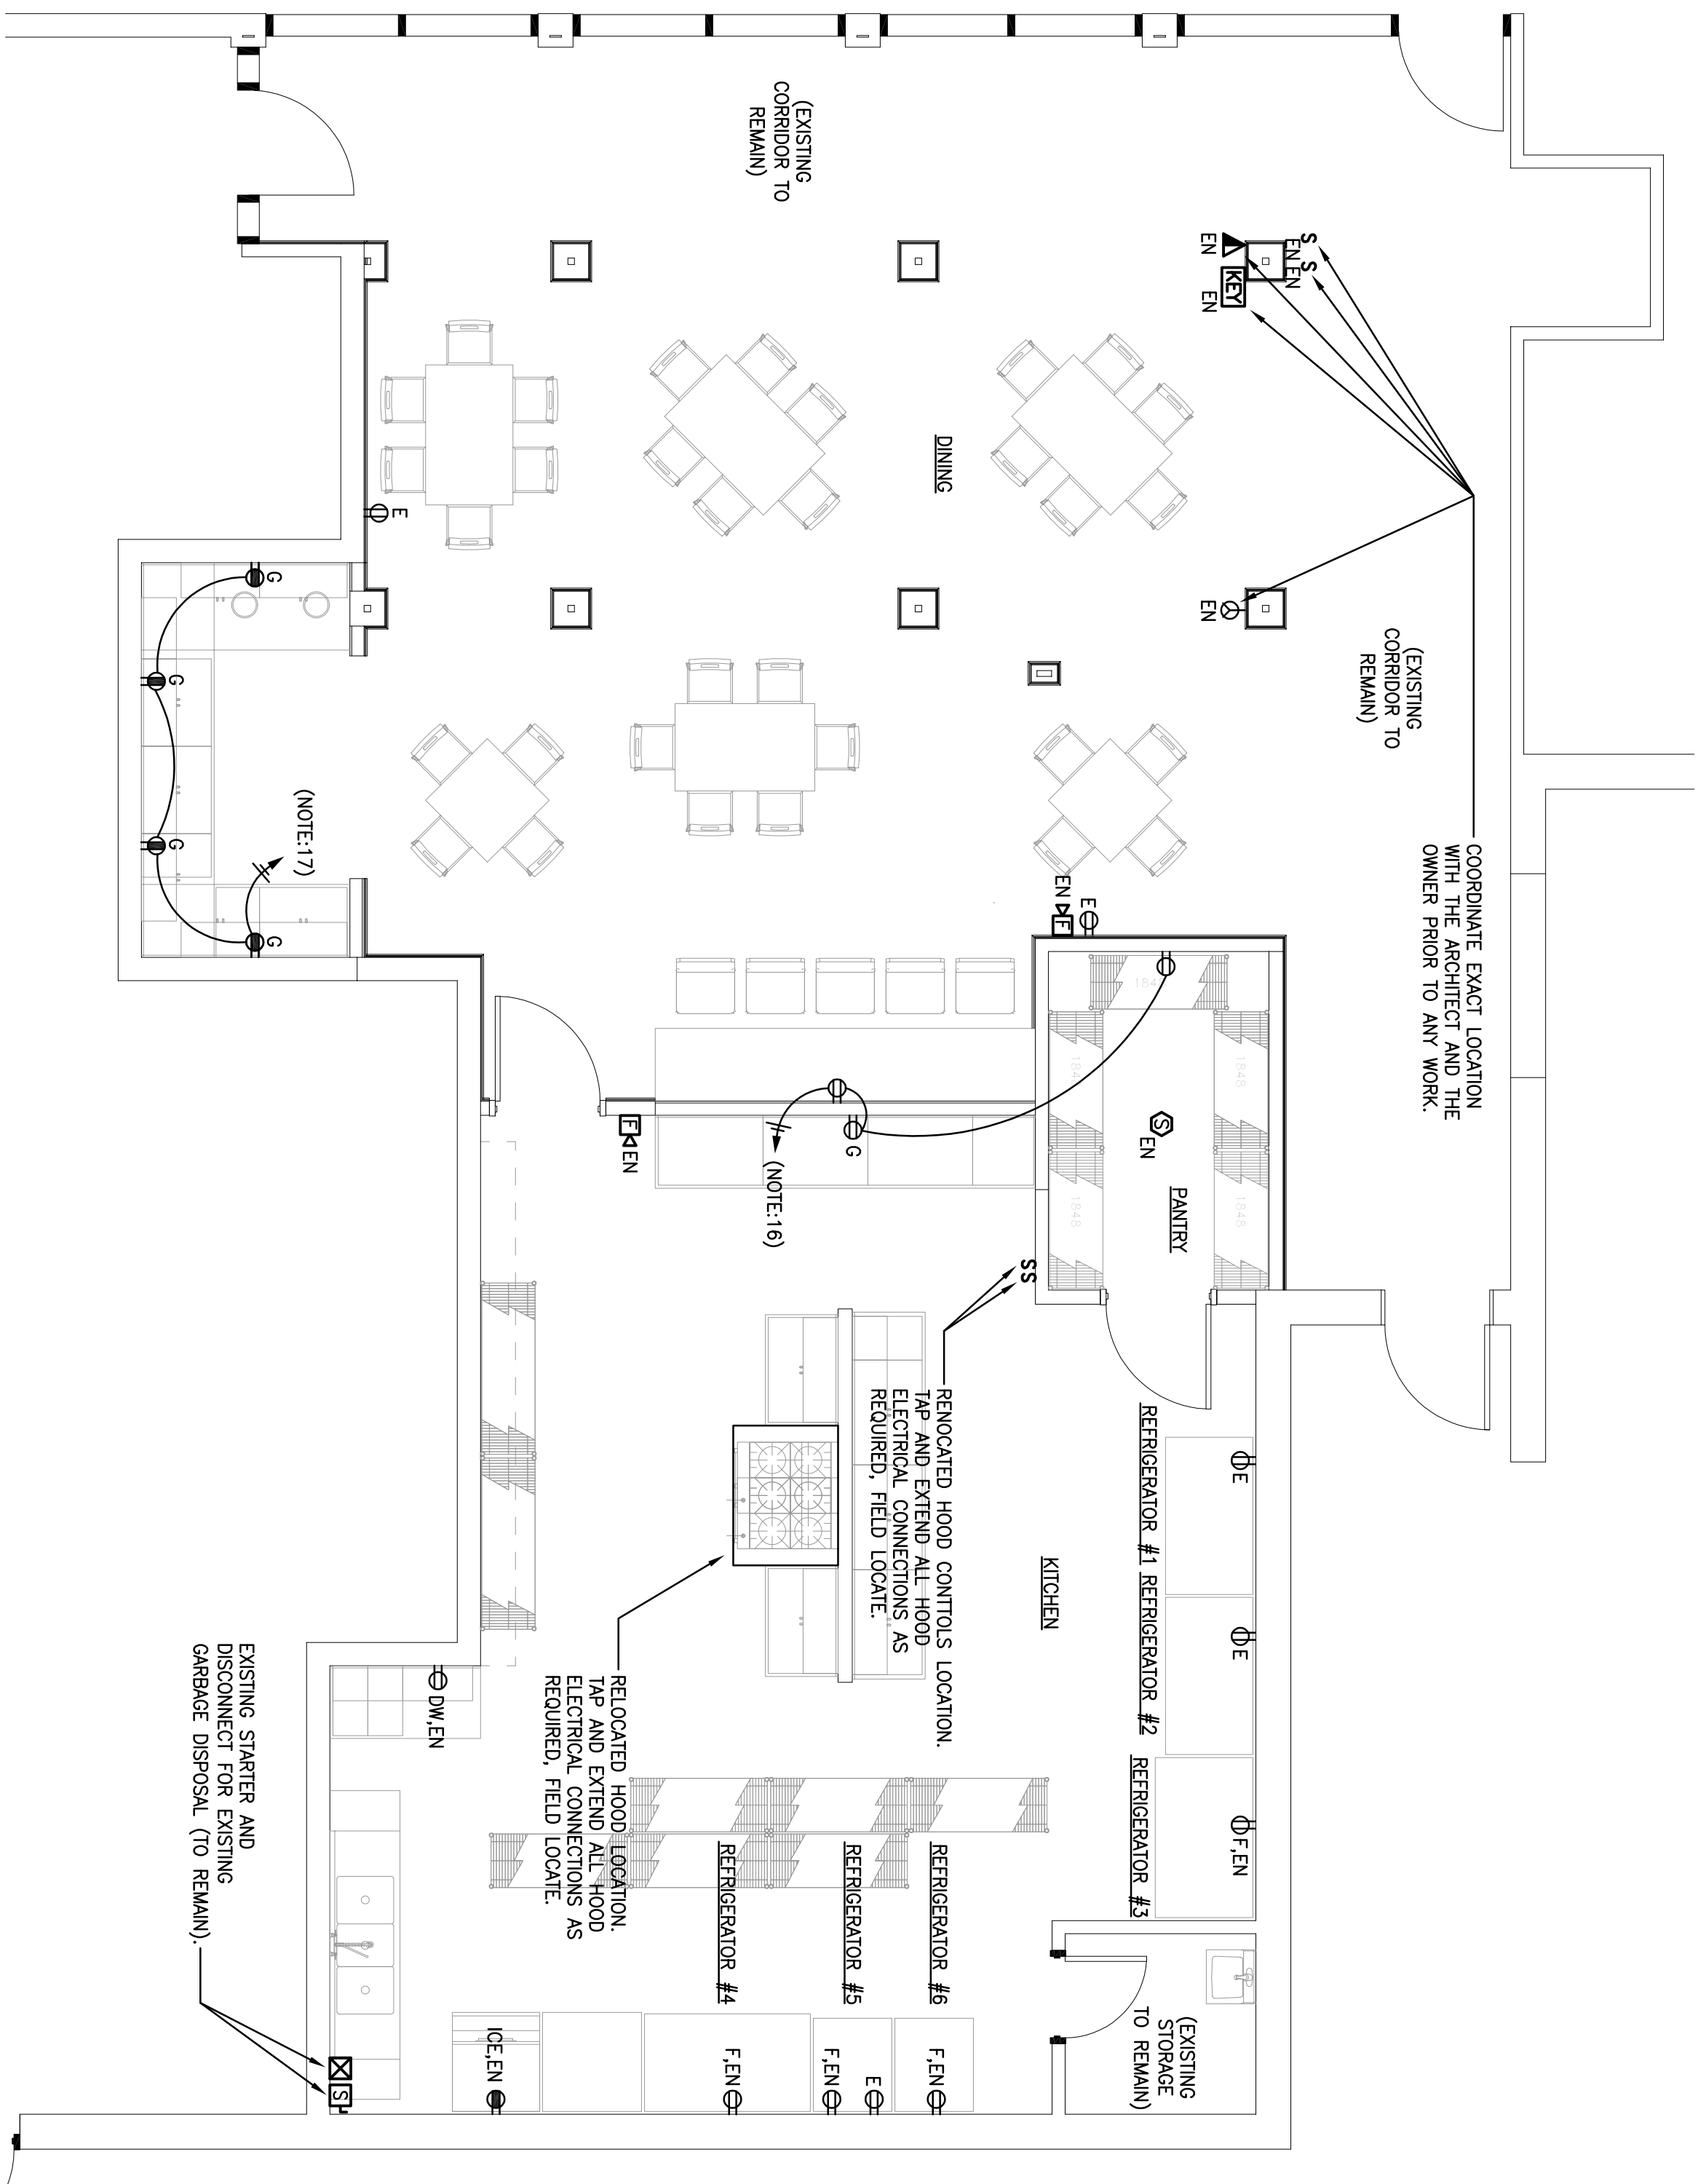 (EXISTING
CORRIDOR TO
REMAIN)
S
EN
S
EN
EN
KEY
EN
COORDINATE EXACT LOCATION
WITH THE ARCHITECT AND THE
OWNER PRIOR TO ANY WORK.
(EXISTING
CORRIDOR TO
REMAIN)
EN
DINING
E
G
G
G
G
(NOTE:17)
E
EN
F
1848
1848
1848
1848
S
EN
PANTRY
G
(NOTE:16)
F
EN
SS
RENOCATED HOOD CONTTOLS LOCATION.
TAP AND EXTEND ALL HOOD
ELECTRICAL CONNECTIONS AS
REQUIRED, FIELD LOCATE.
KITCHEN
E
REFRIGERATOR #1
E
REFRIGERATOR #2
F,EN
REFRIGERATOR #3
RELOCATED HOOD LOCATION.
TAP AND EXTEND ALL HOOD
ELECTRICAL CONNECTIONS AS
REQUIRED, FIELD LOCATE.
DW,EN
EXISTING STARTER AND
DISCONNECT FOR EXISTING
GARBAGE DISPOSAL (TO REMAIN).
REFRIGERATOR #6
REFRIGERATOR #5
REFRIGERATOR #4
(EXISTING
STORAGE
TO REMAIN)
F,EN
E
F,EN
F,EN
ICE,EN
S